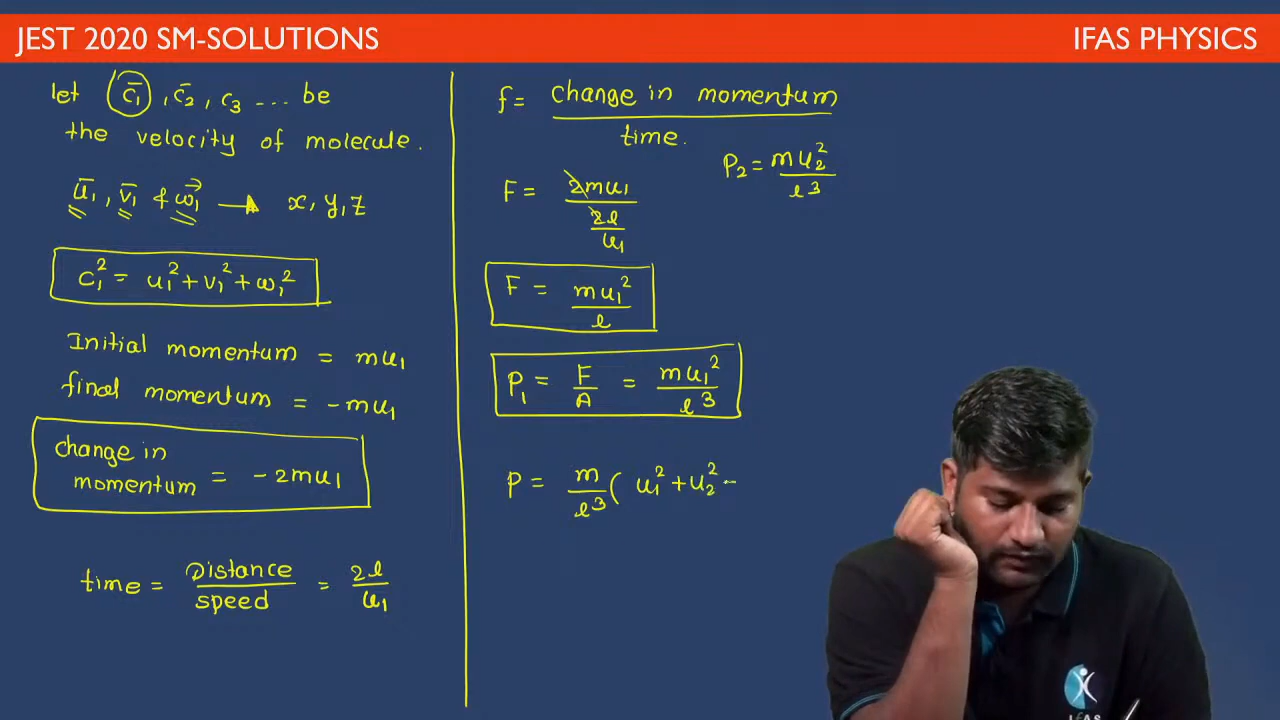 JEST 2020 SM-SOLUTIONS
IFAS PHYSICS
let c̄₁, c̄₂, c₃ .... be
the velocity of molecule.
ū₁, v̄₁ & ω⃗₁ → x, y, z
c₁² = u₁² + v₁² + ω₁²
Initial momentum = mu₁
final momentum = -mu₁
change in
momentum = -2mu₁
time = Distance/speed = 2l/u₁
f = change in momentum/time.
P₂ = mu₂²/l³
F = 2mu₁/(2l/u₁)
F = mu₁²/l
P₁ = F/A = mu₁²/l³
P = m/l³ ( u₁² + u₂² --
IFAS